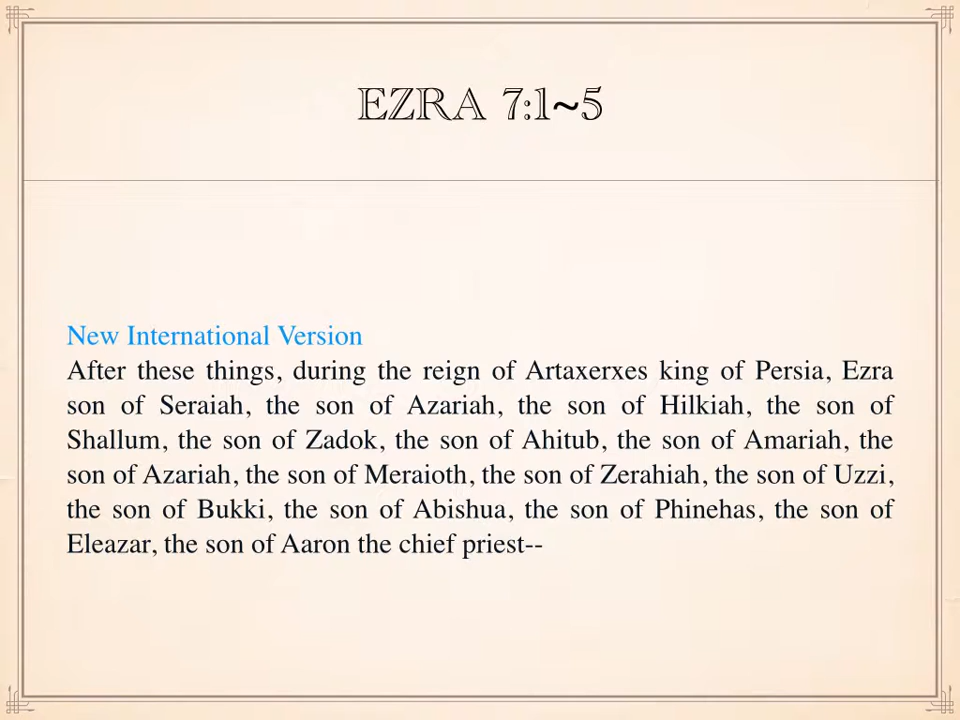 EZRA 7:1~5
New International Version
After these things, during the reign of Artaxerxes king of Persia, Ezra
son of Seraiah, the son of Azariah, the son of Hilkiah, the son of
Shallum, the son of Zadok, the son of Ahitub, the son of Amariah, the
son of Azariah, the son of Meraioth, the son of Zerahiah, the son of Uzzi,
the son of Bukki, the son of Abishua, the son of Phinehas, the son of
Eleazar, the son of Aaron the chief priest--